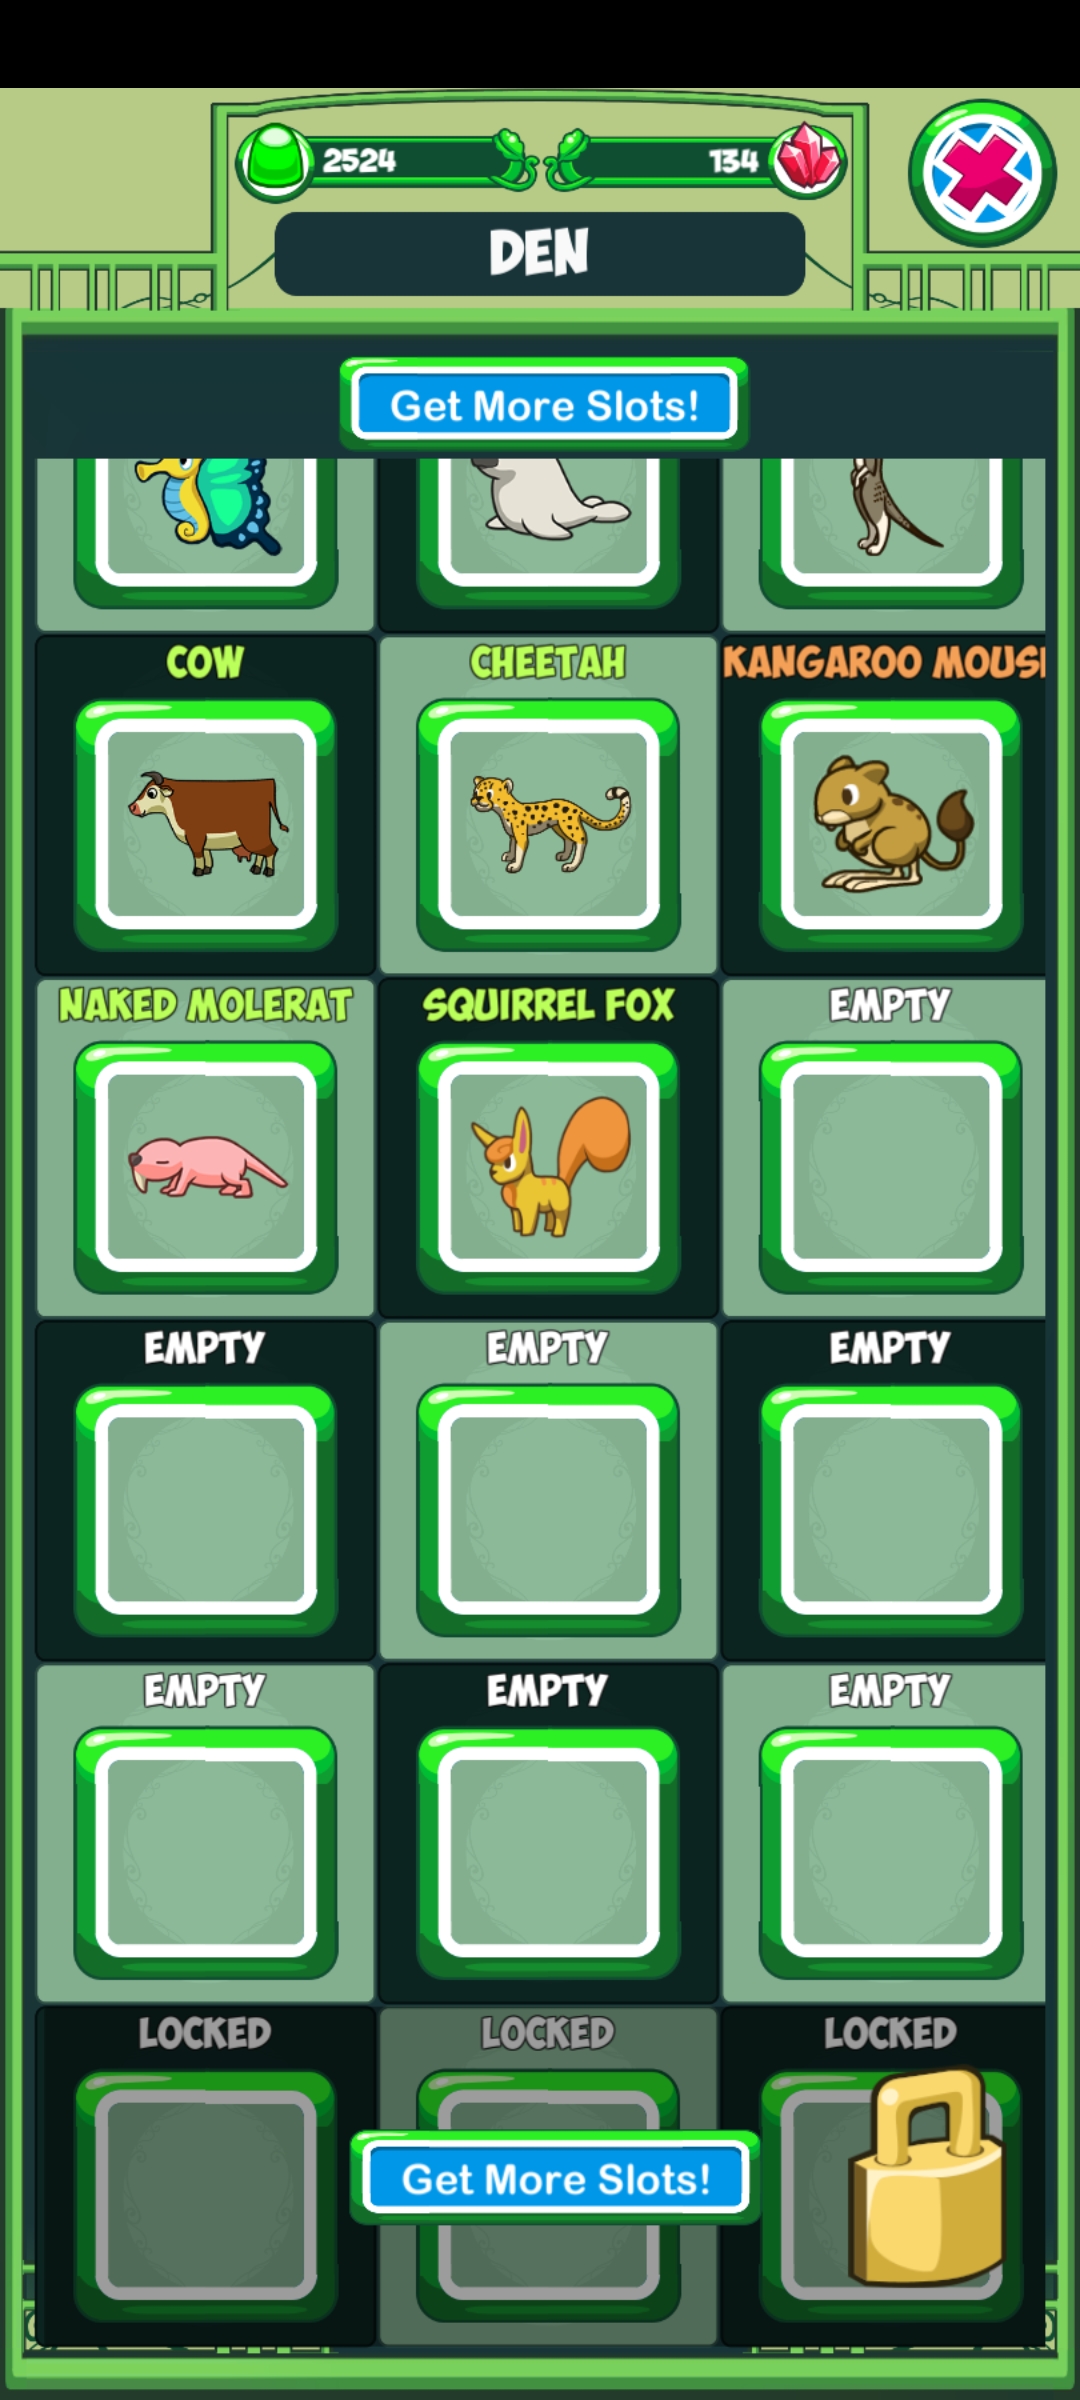 2524
134
DEN
Get More Slots!
COW
CHEETAH
KANGAROO MOUS
NAKED MOLERAT
SQUIRREL FOX
EMPTY
EMPTY
EMPTY
EMPTY
EMPTY
EMPTY
EMPTY
LOCKED
LOCKED
LOCKED
Get More Slots!